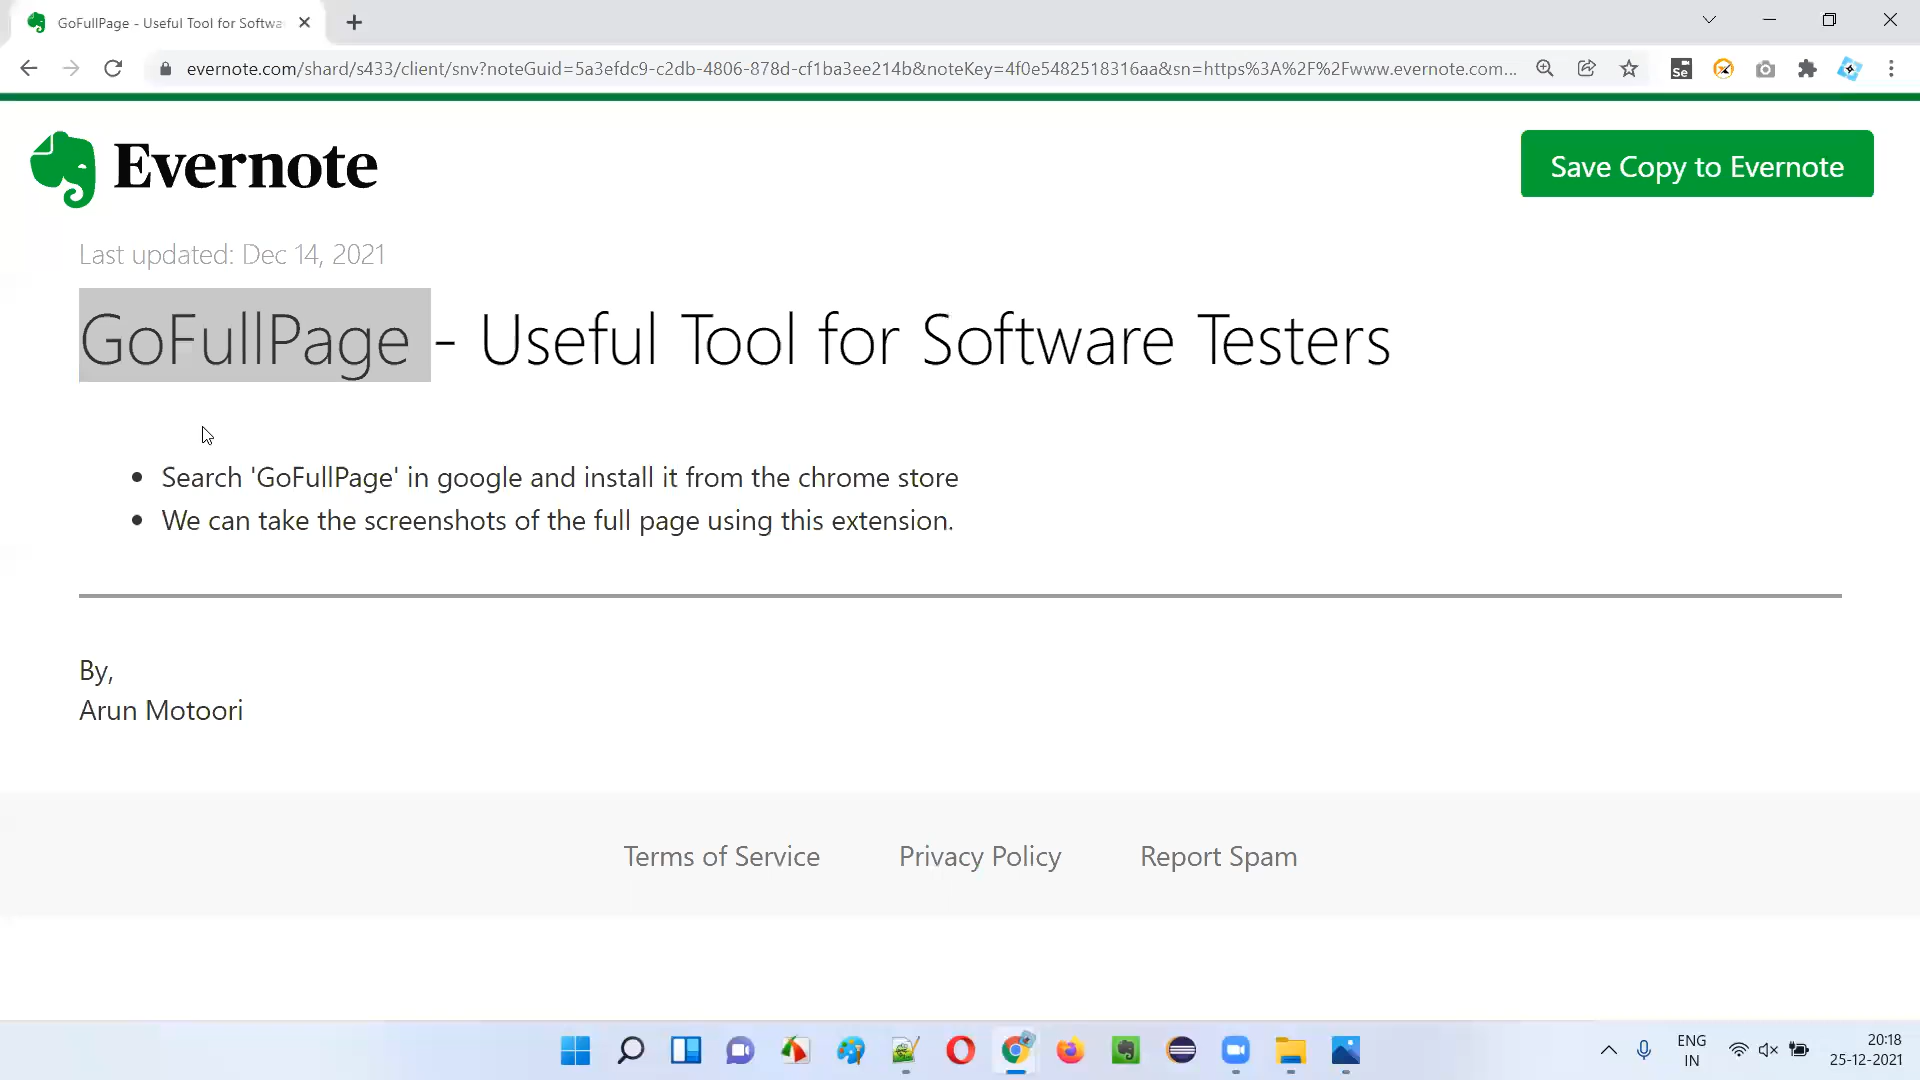 GoFullPage - Useful Tool for Softwa
evernote.com/shard/s433/client/snv?noteGuid=5a3efdc9-c2db-4806-878d-cf1ba3ee214b&noteKey=4f0e5482518316aa&sn=https%3A%2F%2Fwww.evernote.com...
Se
Evernote
Save Copy to Evernote
Last updated: Dec 14, 2021
GoFullPage - Useful Tool for Software Testers
• Search 'GoFullPage' in google and install it from the chrome store
• We can take the screenshots of the full page using this extension.
By,
Arun Motoori
Terms of Service Privacy Policy Report Spam
ENG
IN
20:18
25-12-2021